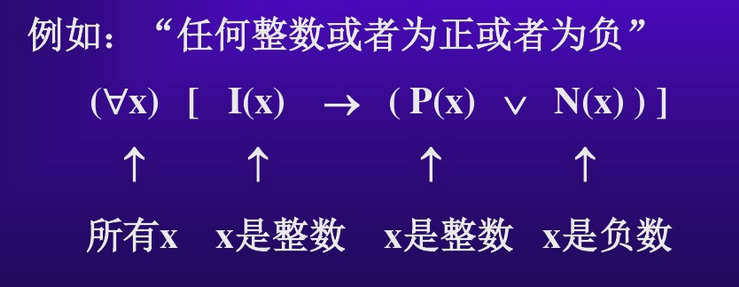 例如：“任何整数或者为正或者为负”
(∀x) [ I(x) → ( P(x) ∨ N(x) ) ]
↑ ↑ ↑ ↑
所有x x是整数 x是整数 x是负数